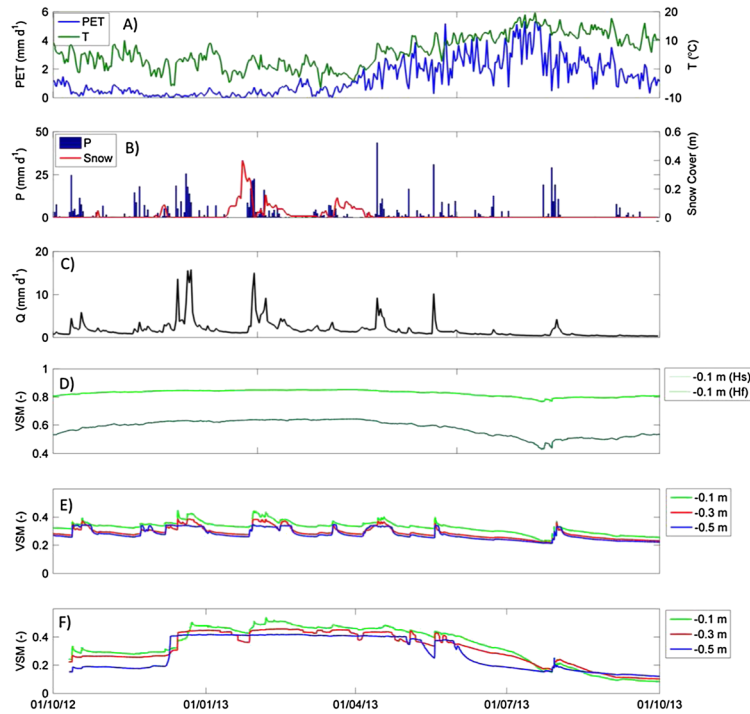 A)
PET
T
PET (mm d¹)
6
4
2
0
T (°C)
20
10
0
-10
B)
P
Snow
P (mm d¹)
50
25
0
Snow Cover (m)
0.6
0.4
0.2
C)
Q (mm d¹)
20
10
0
D)
VSM (-)
1
0.8
0.6
0.4
-0.1 m (Hs)
-0.1 m (Hf)
E)
VSM (-)
0.4
0.2
0
-0.1 m
-0.3 m
-0.5 m
F)
VSM (-)
0.4
0.2
0
-0.1 m
-0.3 m
-0.5 m
01/10/12
01/01/13
01/04/13
01/07/13
01/10/13